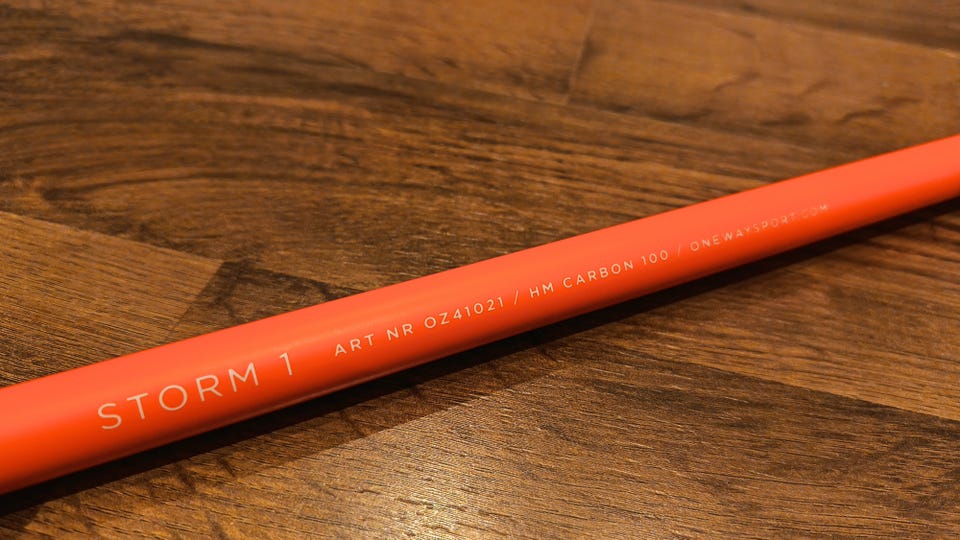 STORM 1 ART NR OZ41021 / HM CARBON 100 / ONEWAYSPORT.COM